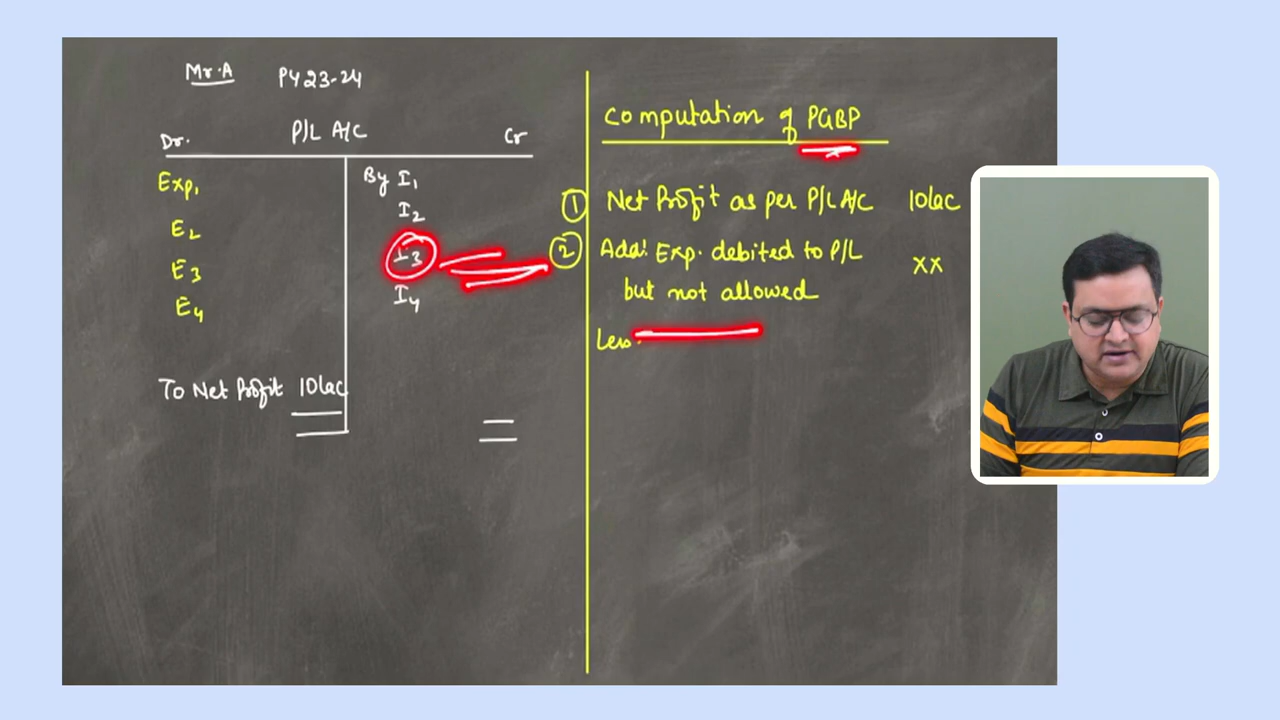 Mr.A PY 23-24
Dr. P/L A/C Cr
Exp1
E2
E3
E4
To Net Profit 10lac
By I1
I2
I3
I4
Computation of PGBP
1 Net Profit as per P/L A/C 10lac
2 Add: Exp. debited to P/L XX
but not allowed
Less: